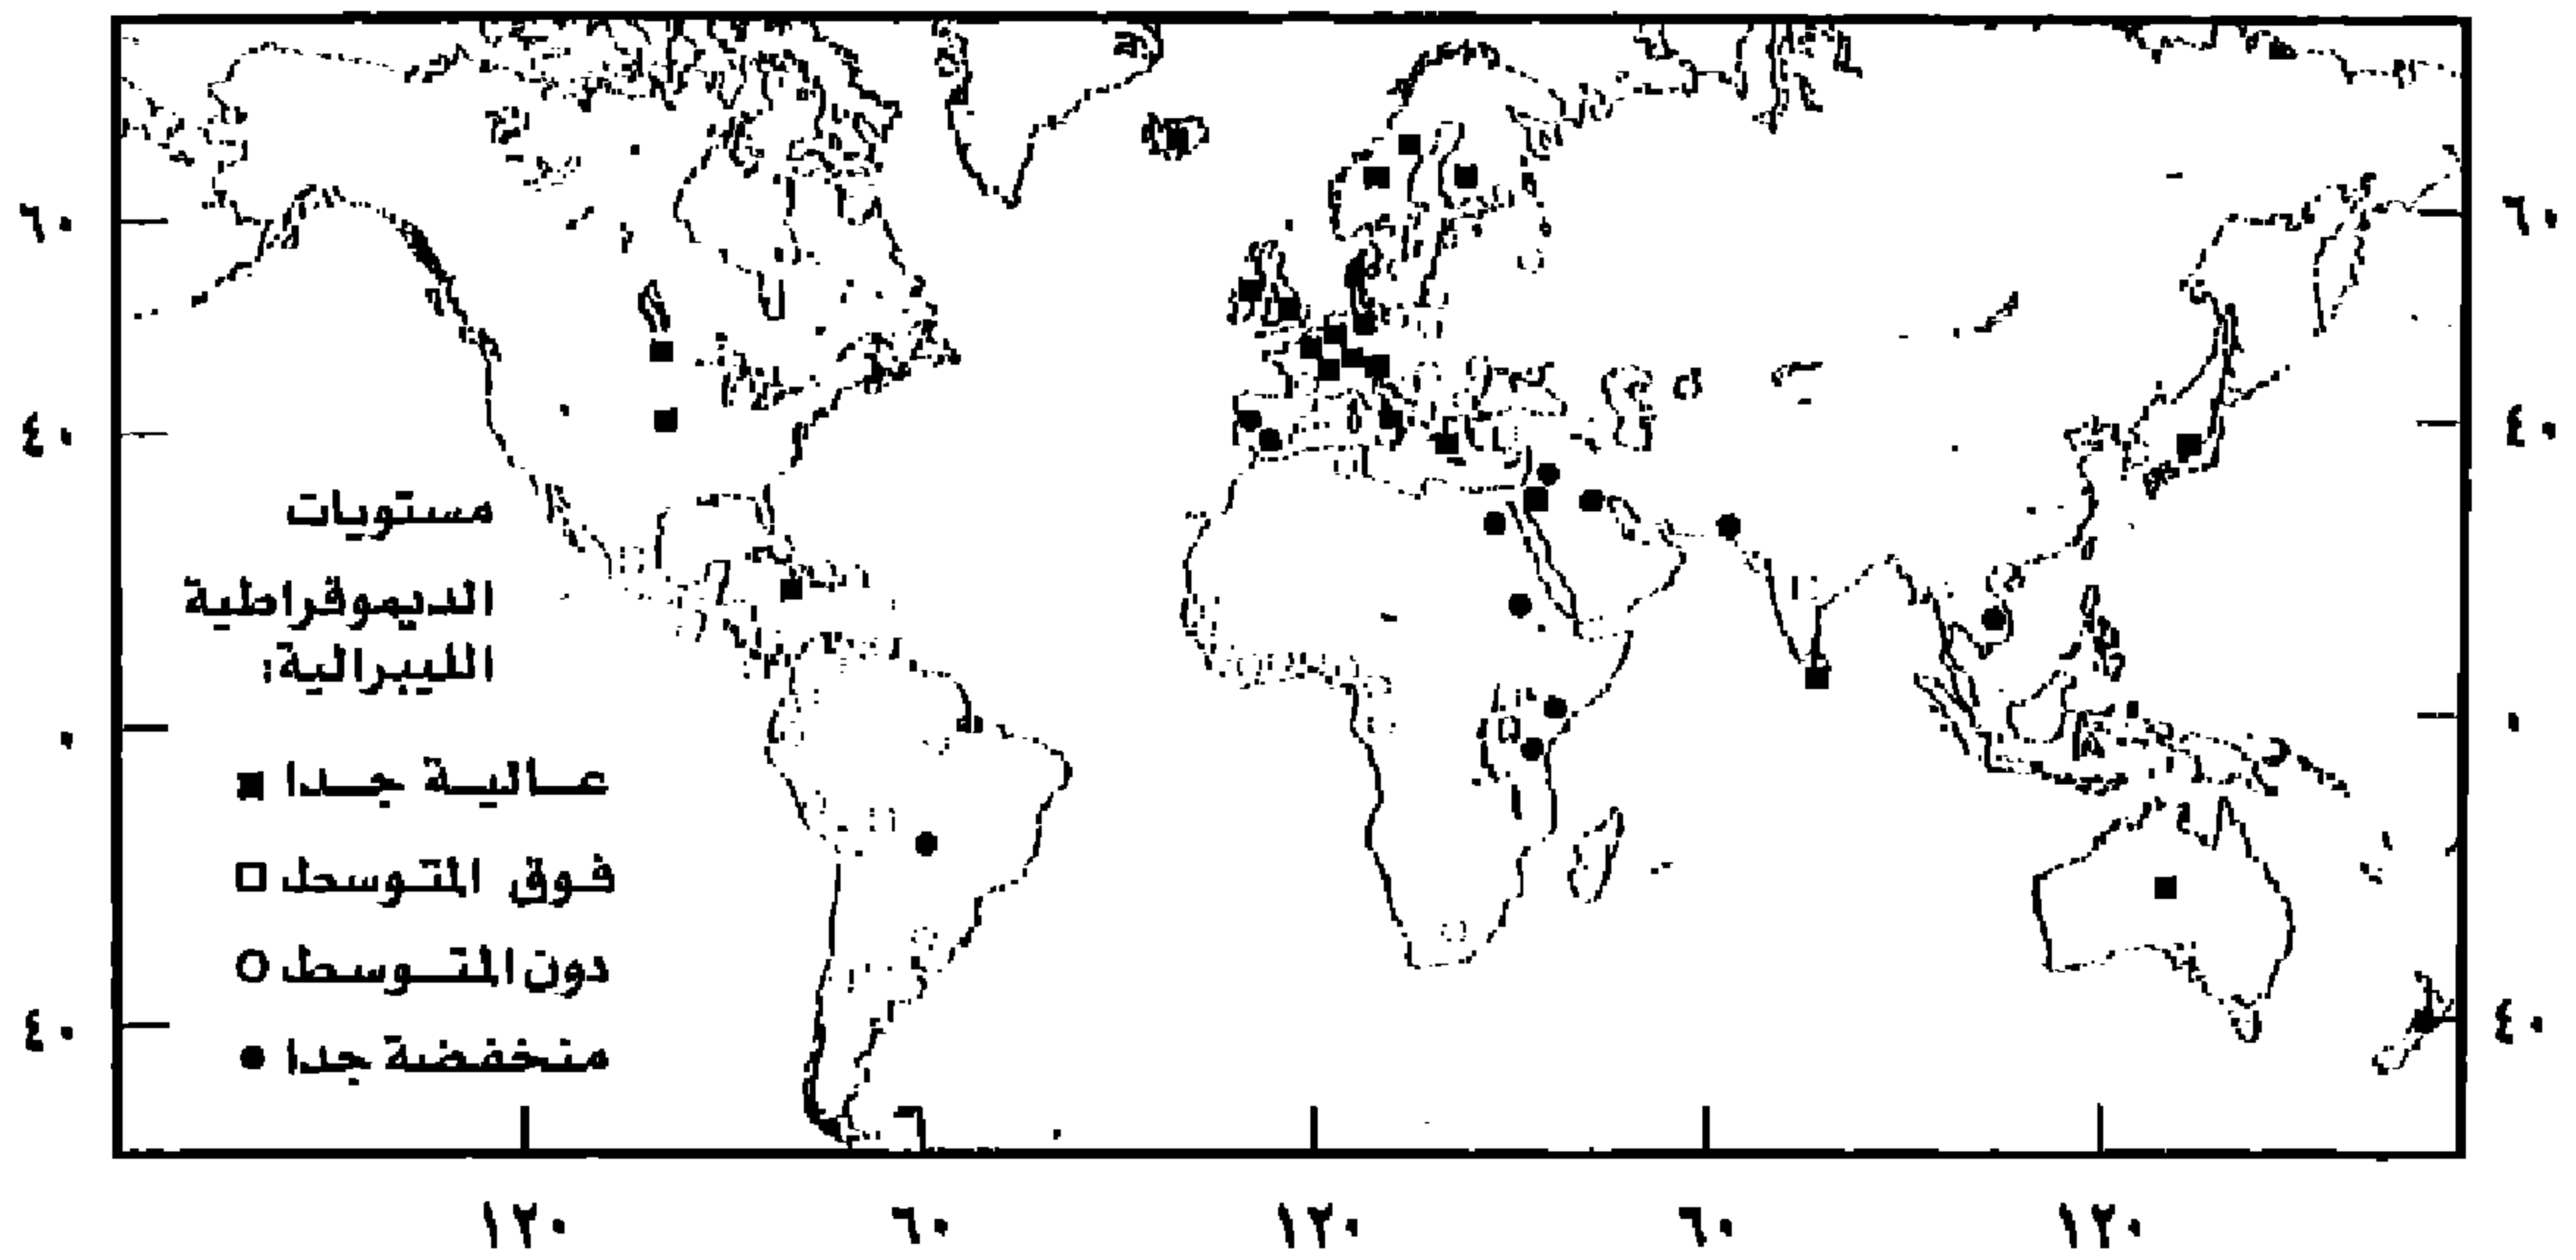 ٦٠ ٦٠
٤٠ ٤٠
مستويات
الديموقراطية
الليبرالية:
٠ ٠
عالية جدا
فوق المتوسط
دون المتوسط
منخفضة جدا
٤٠ ٤٠
١٢٠ ٦٠ ١٢٠ ٦٠ ١٢٠